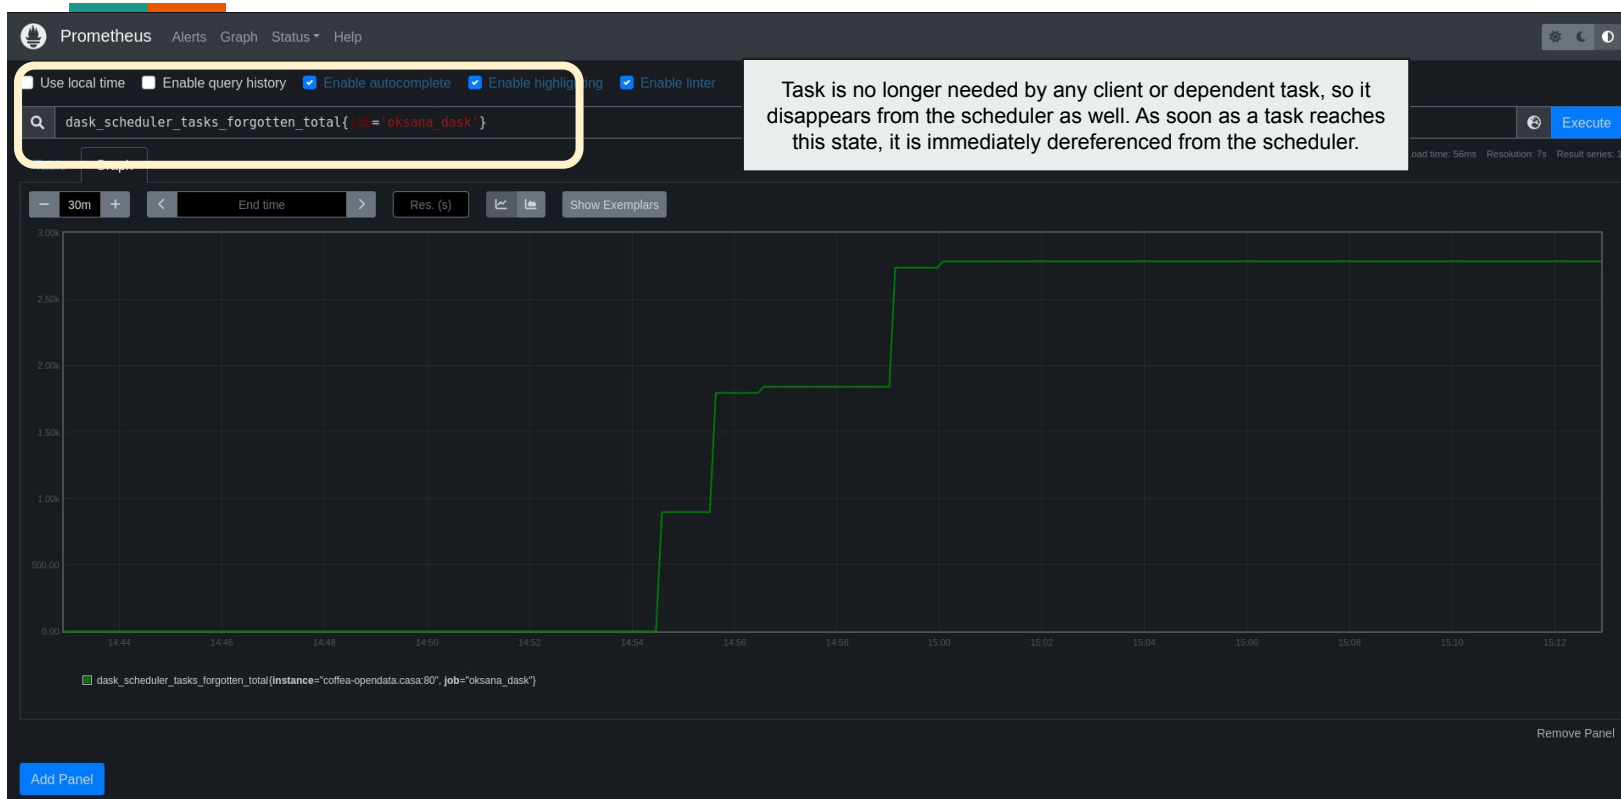 Prometheus Alerts Graph Status Help
Use local time Enable query history Enable autocomplete Enable highlighting Enable linter
Task is no longer needed by any client or dependent task, so it
disappears from the scheduler as well. As soon as a task reaches
this state, it is immediately dereferenced from the scheduler.
dask_scheduler_tasks_forgotten_total{job='oksana_dask'}
Execute
Load time: 56ms Resolution: 7s Result series: 1
Graph
30m End time Res. (s) Show Exemplars
3.00k
2.50k
2.00k
1.50k
1.00k
500.00
0.00
14:44 14:46 14:48 14:50 14:52 14:54 14:56 14:58 15:00 15:02 15:04 15:06 15:08 15:10 15:12
dask_scheduler_tasks_forgotten_total{instance="coffea-opendata.casa:80", job="oksana_dask"}
Remove Panel
Add Panel